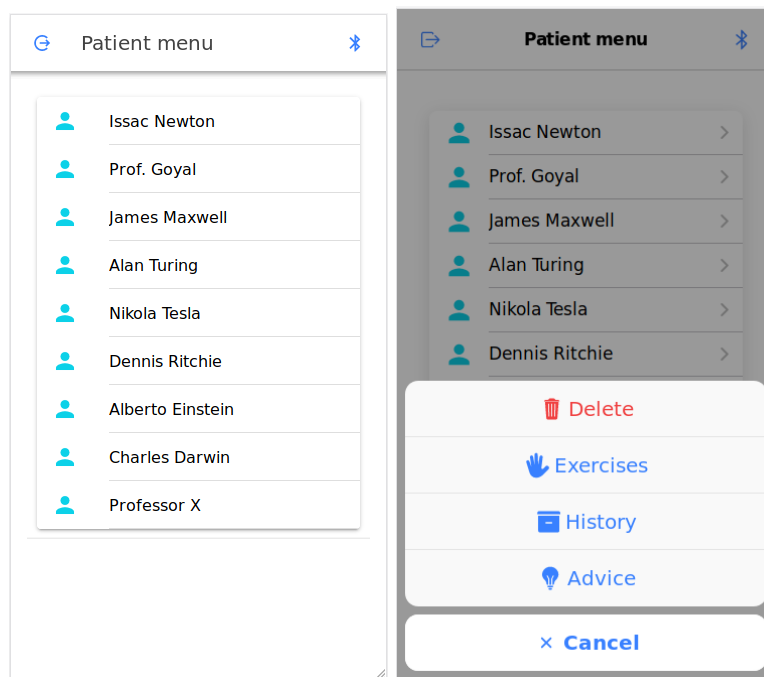 Patient menu
Issac Newton
Prof. Goyal
James Maxwell
Alan Turing
Nikola Tesla
Dennis Ritchie
Alberto Einstein
Charles Darwin
Professor X
Patient menu
Issac Newton
Prof. Goyal
James Maxwell
Alan Turing
Nikola Tesla
Dennis Ritchie
Delete
Exercises
History
Advice
Cancel